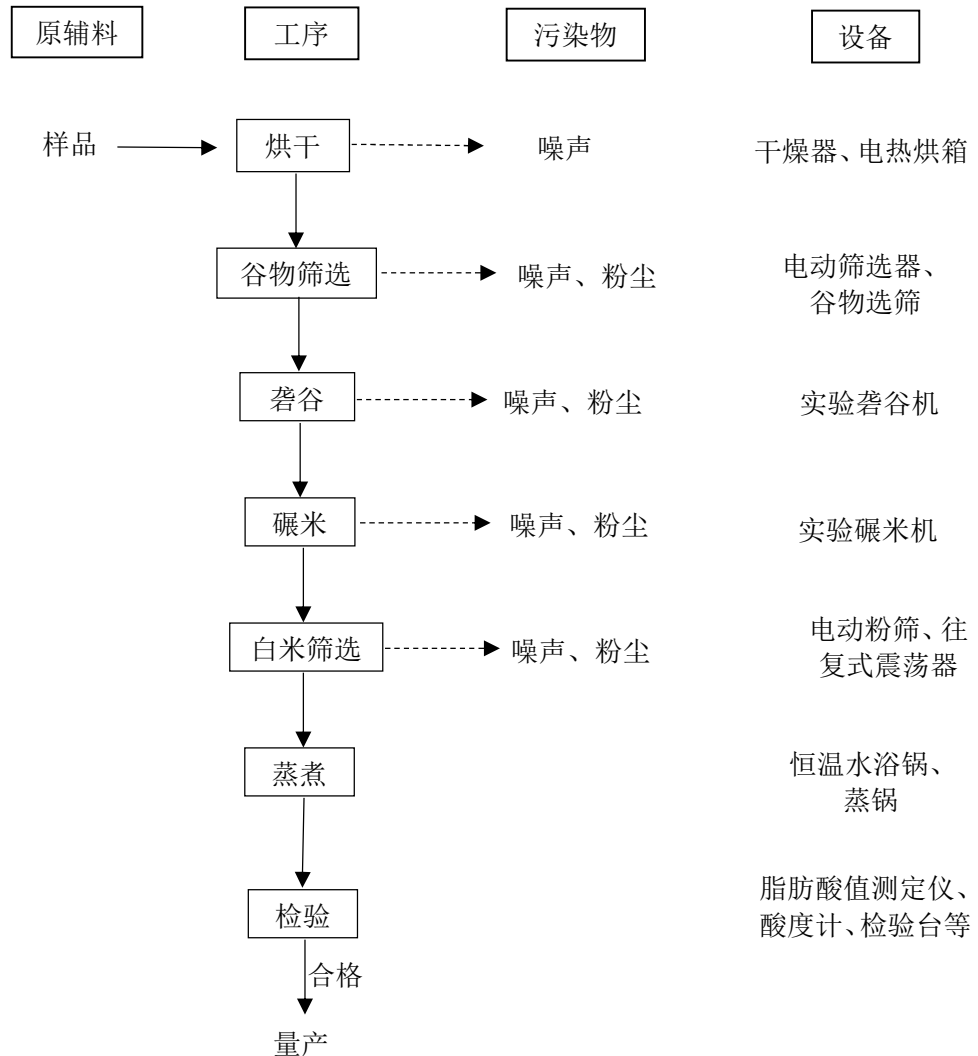 原辅料 工序 污染物 设备
样品 烘干 噪声 干燥器、电热烘箱
谷物筛选 噪声、粉尘 电动筛选器、
谷物选筛
砻谷 噪声、粉尘 实验砻谷机
碾米 噪声、粉尘 实验碾米机
白米筛选 噪声、粉尘 电动粉筛、往
复式震荡器
蒸煮 恒温水浴锅、
蒸锅
检验 脂肪酸值测定仪、
酸度计、检验台等
合格
量产